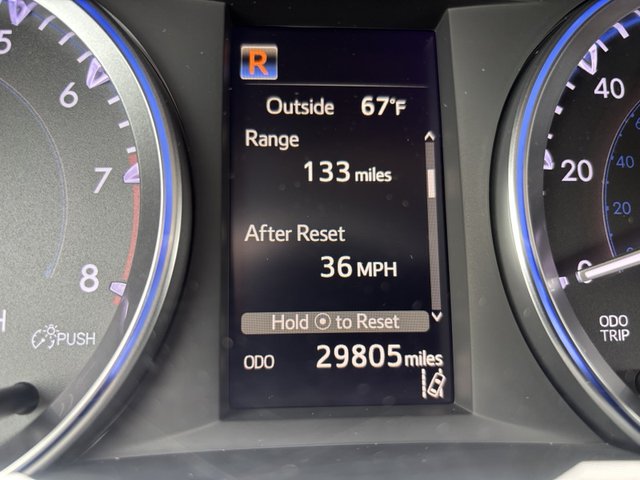 R
Outside 67°F
Range
133 miles
After Reset
36 MPH
Hold to Reset
ODO 29805 miles
5
6
7
8
PUSH
40
20
0
20
ODO
TRIP